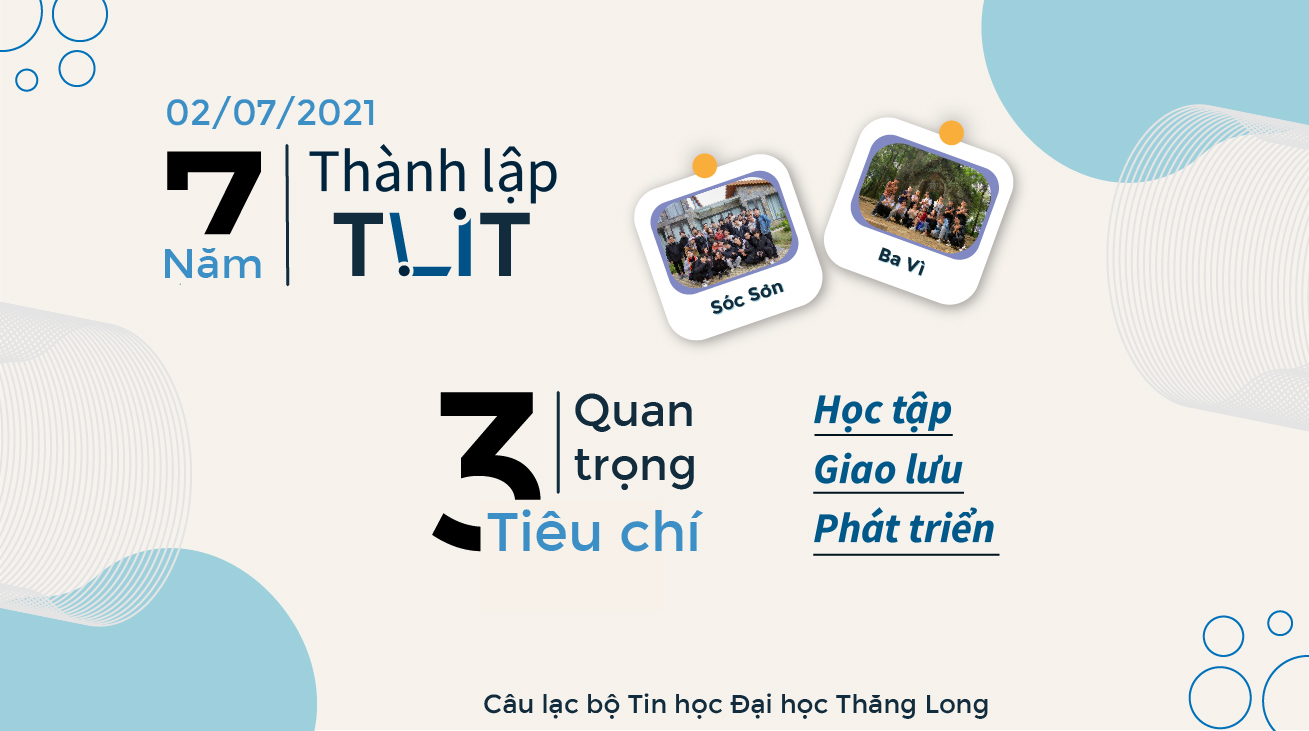 02/07/2021
7
Năm
Thành lập
TLIT
Sóc Sơn
Ba Vì
3
Quan
trọng
Tiêu chí
Học tập
Giao lưu
Phát triển
Câu lạc bộ Tin học Đại học Thăng Long